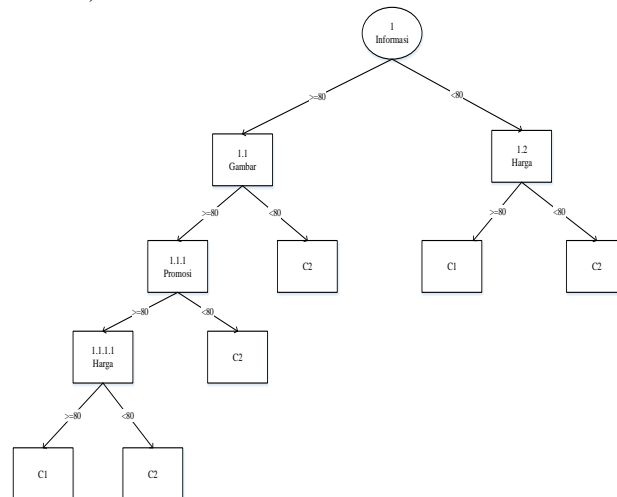 1
Informasi
>=80
<80
1.1
Gambar
1.2
Harga
>=80
<80
>=80
<80
1.1.1
Promosi
C2
C1
C2
>=80
<80
1.1.1.1
Harga
C2
>=80
<80
C1
C2